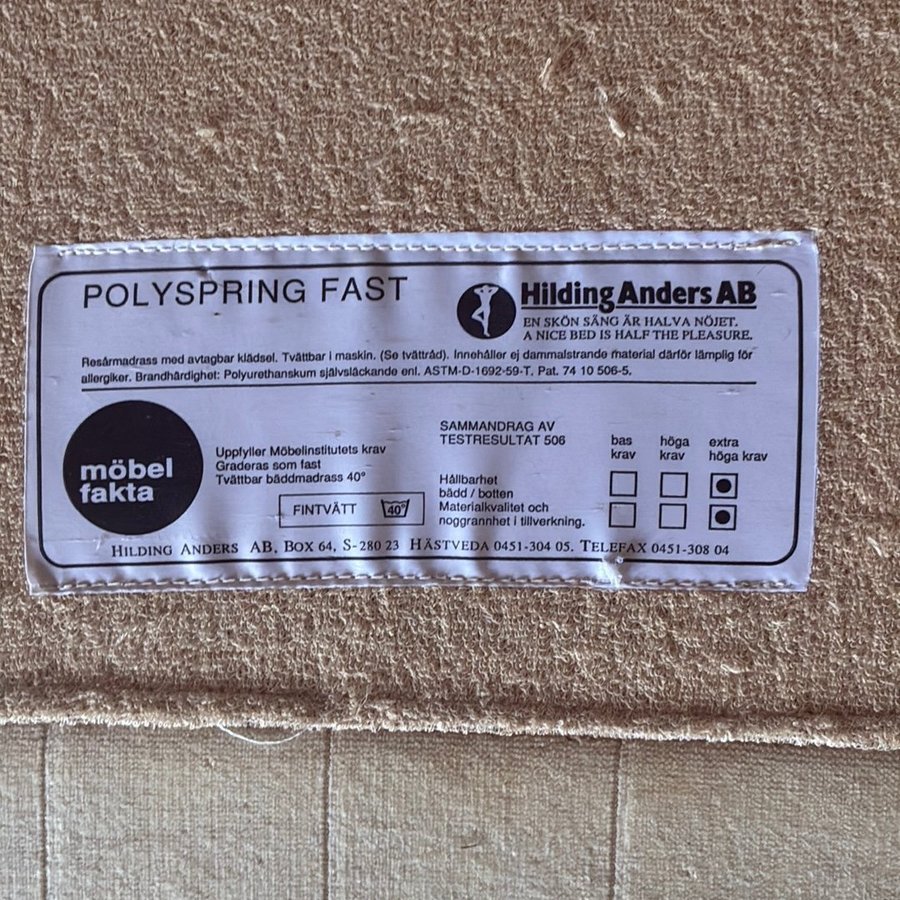 POLYSPRING FAST
Hilding Anders AB
EN SKÖN SÄNG ÄR HALVA NÖJET.
A NICE BED IS HALF THE PLEASURE.
Resårmadrass med avtagbar klädsel. Tvättbar i maskin. (Se tvättråd). Innehåller ej dammalstrande material därför lämplig för
allergiker. Brandhärdighet: Polyurethanskum självsläckande enl. ASTM-D-1692-59-T. Pat. 74 10 506-5.
möbel
fakta
Uppfyller Möbelinstitutets krav
Graderas som fast
Tvättbar bäddmadrass 40°
FINTVÄTT 40°
SAMMANDRAG AV
TESTRESULTAT 506
bas krav
höga krav
extra höga krav
Hållbarhet
bädd / botten
Materialkvalitet och
noggrannhet i tillverkning.
HILDING ANDERS AB, BOX 64, S-280 23 HÄSTVEDA 0451-304 05. TELEFAX 0451-308 04